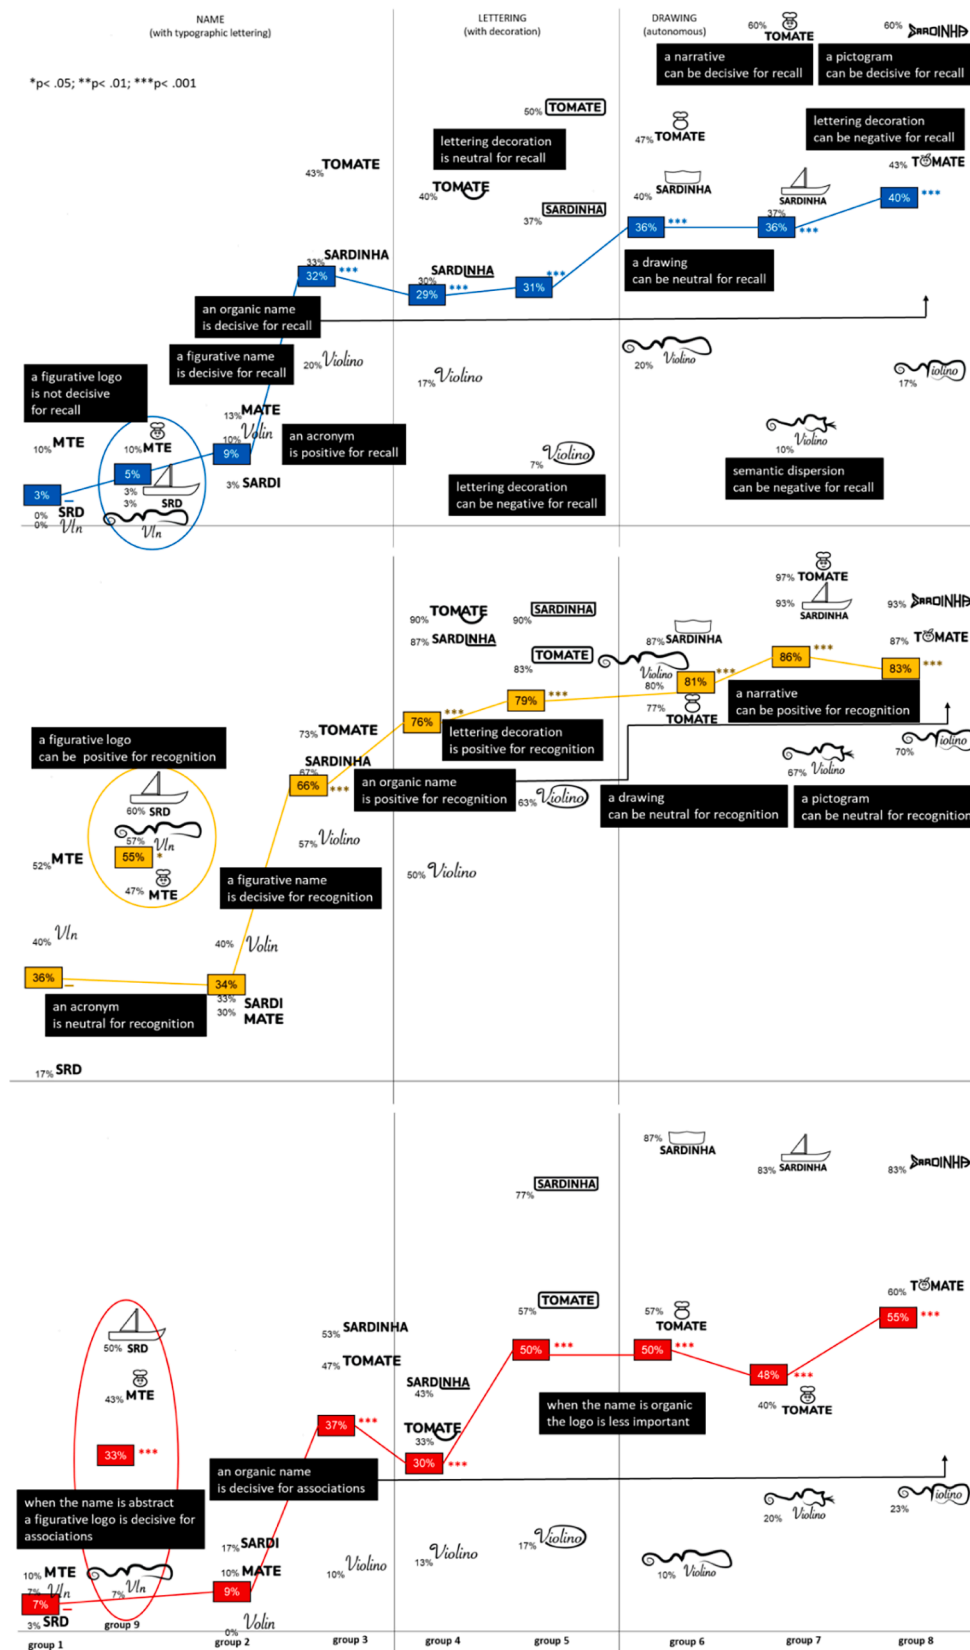 NAME
(with typographic lettering)
LETTERING
(with decoration)
DRAWING
(autonomous)
*p< .05; **p< .01; ***p< .001
60% TOMATE
60% SARDINHA
a narrative
can be decisive for recall
a pictogram
can be decisive for recall
50% TOMATE
47% TOMATE
lettering decoration
is neutral for recall
lettering decoration
can be negative for recall
43% TOMATE
43% TOMATE
40% TOMATE
40% SARDINHA
SARDINHA
37%
37% SARDINHA
40% ***
36% ***
36% ***
33% SARDINHA
32% ***
SARDINHA
30%
29% ***
31% ***
a drawing
can be neutral for recall
an organic name
is decisive for recall
a figurative name
is decisive for recall
20% Violino
17% Violino
20% Violino
17% Violino
a figurative logo
is not decisive
for recall
13% MATE
10% Volin
9%
3% SARDI
an acronym
is positive for recall
10% MTE
10% MTE
5%
3%
3% SRD
Vln
3%
0% SRD
0% Vln
7% Violino
10% Violino
lettering decoration
can be negative for recall
semantic dispersion
can be negative for recall
97% TOMATE
93% SARDINHA
93% SARDINHA
90% TOMATE
90% SARDINHA
87% SARDINHA
87% SARDINHA
87% TOMATE
83% TOMATE
Violino
80%
86% ***
83% ***
81% ***
79% ***
76% ***
77% TOMATE
a narrative
can be positive for recognition
73% TOMATE
lettering decoration
is positive for recognition
a figurative logo
can be positive for recognition
SARDINHA
67%
66% ***
an organic name
is positive for recognition
70% Violino
67% Violino
63% Violino
a drawing
can be neutral for recognition
a pictogram
can be neutral for recognition
60% SRD
57% Vln
55% *
52% MTE
47% MTE
57% Violino
50% Violino
a figurative name
is decisive for recognition
40% Vln
40% Volin
36%
34%
33% SARDI
30% MATE
an acronym
is neutral for recognition
17% SRD
87% SARDINHA
83% SARDINHA
83% SARDINHA
77% SARDINHA
60% TOMATE
57% TOMATE
57% TOMATE
55% ***
53% SARDINHA
50% SRD
50% ***
50% ***
48% ***
47% TOMATE
43% MTE
SARDINHA
43%
40% TOMATE
when the name is organic
the logo is less important
37% ***
TOMATE
33%
33% ***
30% ***
an organic name
is decisive for associations
when the name is abstract
a figurative logo is decisive for
associations
23% Violino
20% Violino
17% Violino
17% SARDI
13% Violino
10% Violino
10% Violino
10% MTE
7% Vln
7%
3% SRD
7% Vln
10% MATE
9%
0% Volin
group 1
group 9
group 2
group 3
group 4
group 5
group 6
group 7
group 8